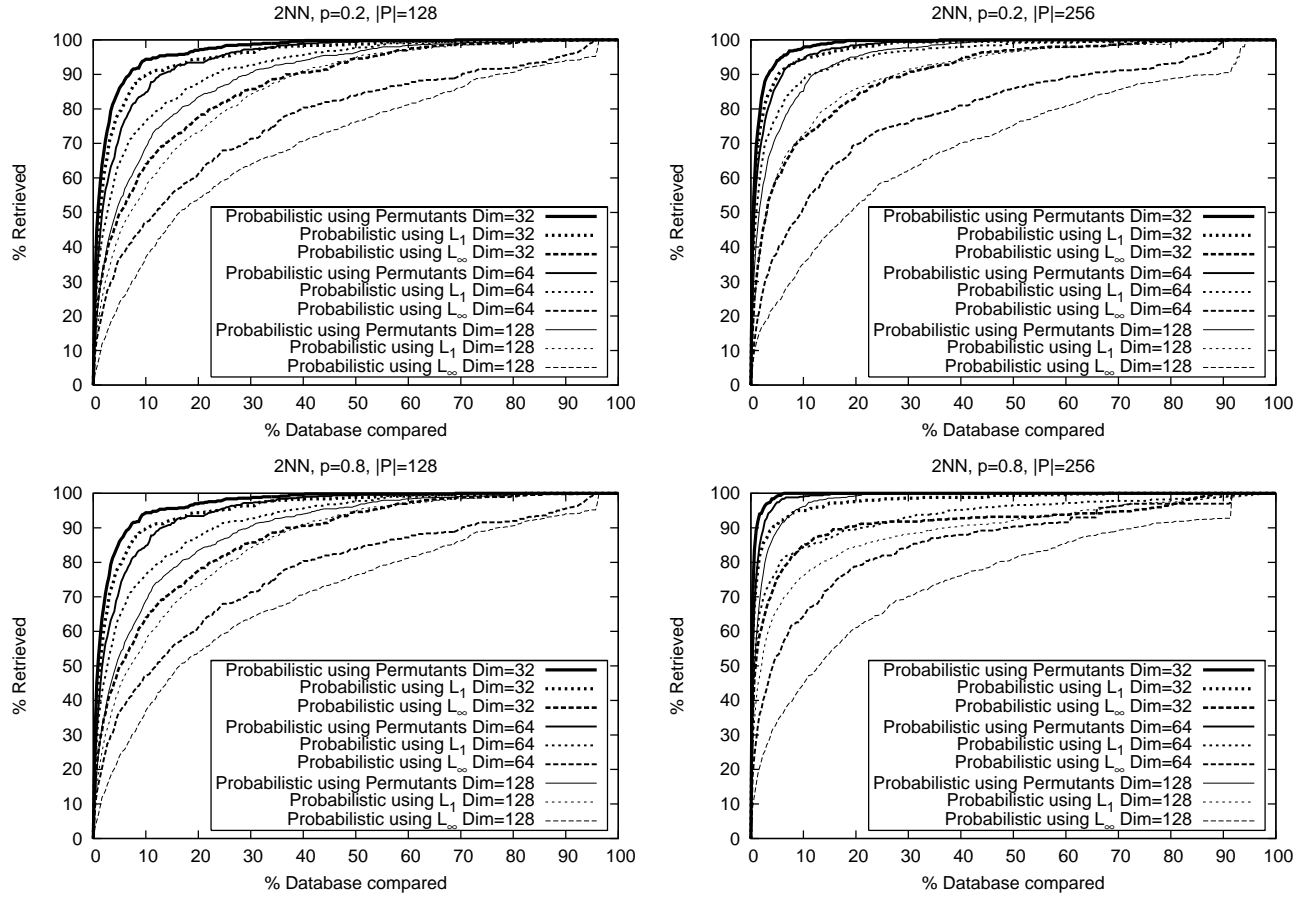 2NN, p=0.2, |P|=128
% Retrieved
100
90
80
70
60
50
40
30
20
10
0
Probabilistic using Permutants Dim=32
Probabilistic using L1 Dim=32
Probabilistic using L∞ Dim=32
Probabilistic using Permutants Dim=64
Probabilistic using L1 Dim=64
Probabilistic using L∞ Dim=64
Probabilistic using Permutants Dim=128
Probabilistic using L1 Dim=128
Probabilistic using L∞ Dim=128
0 10 20 30 40 50 60 70 80 90 100
% Database compared
2NN, p=0.2, |P|=256
% Retrieved
100
90
80
70
60
50
40
30
20
10
0
Probabilistic using Permutants Dim=32
Probabilistic using L1 Dim=32
Probabilistic using L∞ Dim=32
Probabilistic using Permutants Dim=64
Probabilistic using L1 Dim=64
Probabilistic using L∞ Dim=64
Probabilistic using Permutants Dim=128
Probabilistic using L1 Dim=128
Probabilistic using L∞ Dim=128
0 10 20 30 40 50 60 70 80 90 100
% Database compared
2NN, p=0.8, |P|=128
% Retrieved
100
90
80
70
60
50
40
30
20
10
0
Probabilistic using Permutants Dim=32
Probabilistic using L1 Dim=32
Probabilistic using L∞ Dim=32
Probabilistic using Permutants Dim=64
Probabilistic using L1 Dim=64
Probabilistic using L∞ Dim=64
Probabilistic using Permutants Dim=128
Probabilistic using L1 Dim=128
Probabilistic using L∞ Dim=128
0 10 20 30 40 50 60 70 80 90 100
% Database compared
2NN, p=0.8, |P|=256
% Retrieved
100
90
80
70
60
50
40
30
20
10
0
Probabilistic using Permutants Dim=32
Probabilistic using L1 Dim=32
Probabilistic using L∞ Dim=32
Probabilistic using Permutants Dim=64
Probabilistic using L1 Dim=64
Probabilistic using L∞ Dim=64
Probabilistic using Permutants Dim=128
Probabilistic using L1 Dim=128
Probabilistic using L∞ Dim=128
0 10 20 30 40 50 60 70 80 90 100
% Database compared